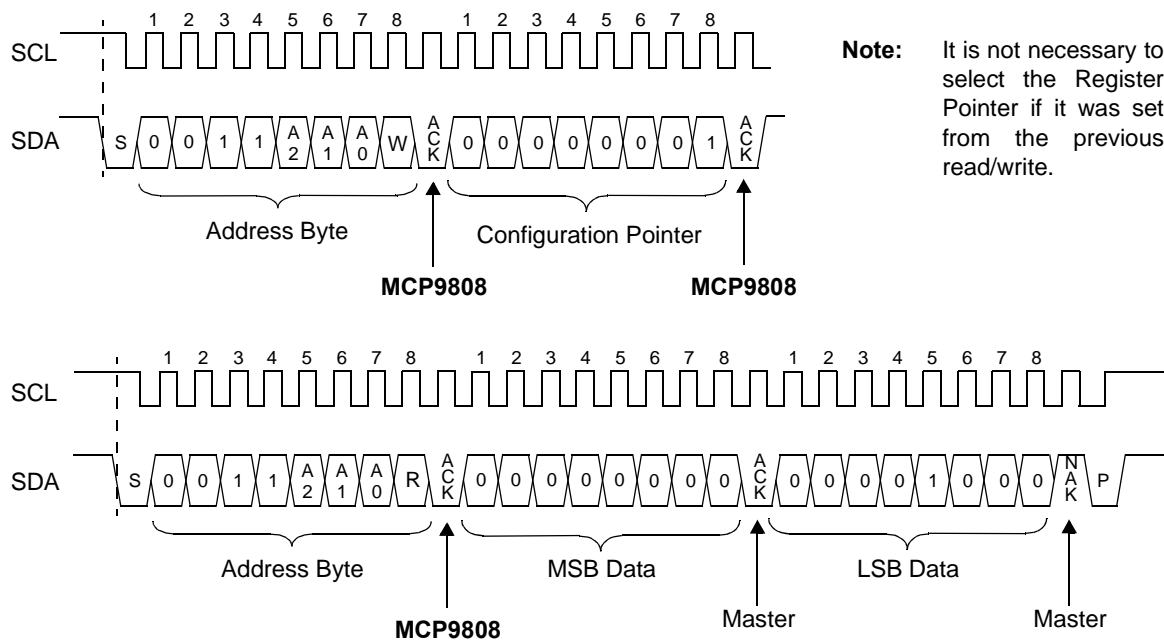 1 2 3 4 5 6 7 8 1 2 3 4 5 6 7 8
SCL
SDA S 0 0 1 1 A2 A1 A0 W ACK 0 0 0 0 0 0 0 1 ACK
Address Byte Configuration Pointer
MCP9808 MCP9808
Note: It is not necessary to
select the Register
Pointer if it was set
from the previous
read/write.
1 2 3 4 5 6 7 8 1 2 3 4 5 6 7 8 1 2 3 4 5 6 7 8
SCL
SDA S 0 0 1 1 A2 A1 A0 R ACK 0 0 0 0 0 0 0 0 ACK 0 0 0 0 1 0 0 0 NAK P
Address Byte MSB Data LSB Data
MCP9808 Master Master